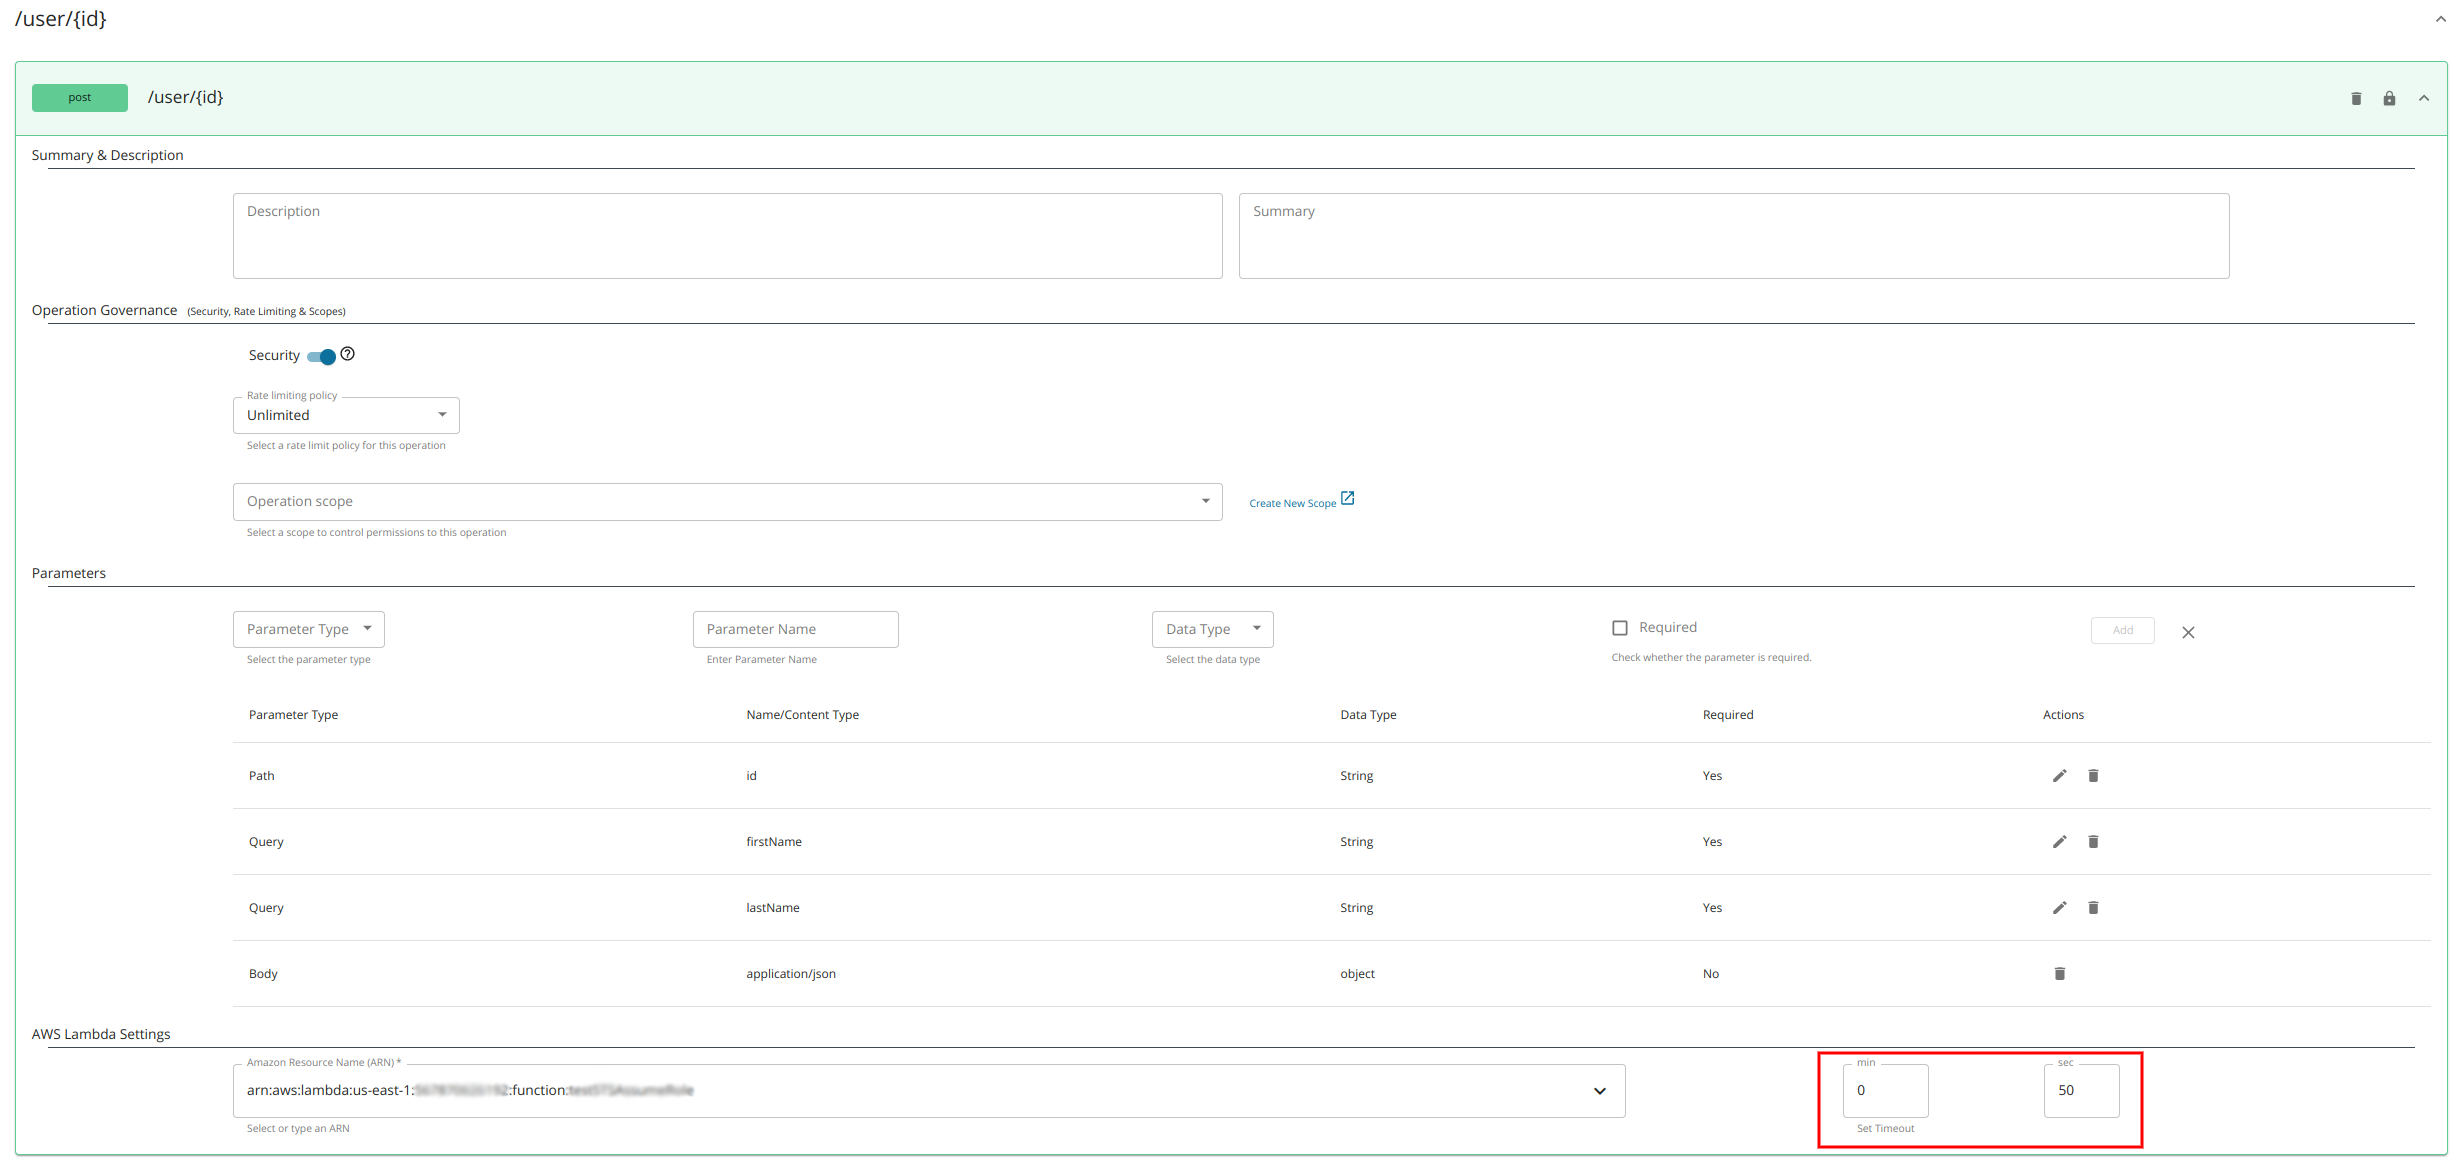 /user/{id}
post /user/{id}
Summary & Description
Description Summary
Operation Governance (Security, Rate Limiting & Scopes)
Security
Rate limiting policy
Unlimited
Select a rate limit policy for this operation
Operation scope Create New Scope
Select a scope to control permissions to this operation
Parameters
Parameter Type Parameter Name Data Type Required Add
Select the parameter type Enter Parameter Name Select the data type Check whether the parameter is required.
Parameter Type Name/Content Type Data Type Required Actions
Path id String Yes
Query firstName String Yes
Query lastName String Yes
Body application/json object No
AWS Lambda Settings
Amazon Resource Name (ARN) * min sec
arn:aws:lambda:us-east-1: :function: 0 50
Select or type an ARN Set Timeout